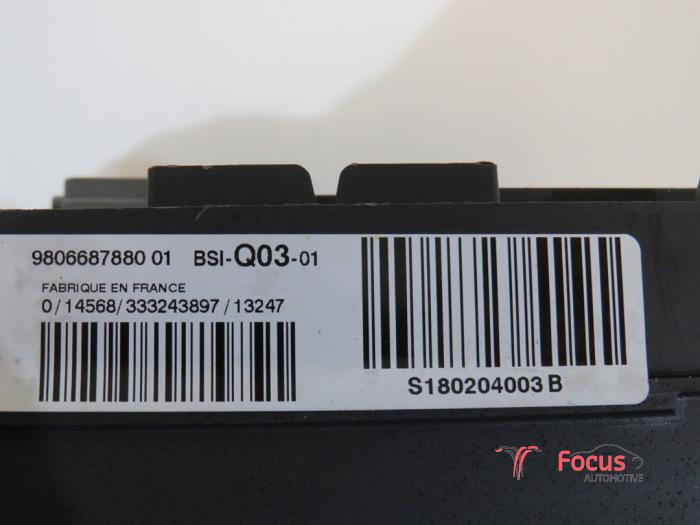 9806687880 01 BSI-Q03-01
FABRIQUE EN FRANCE
0/14568/333243897/13247
S180204003 B
Focus
AUTOMOTIVE